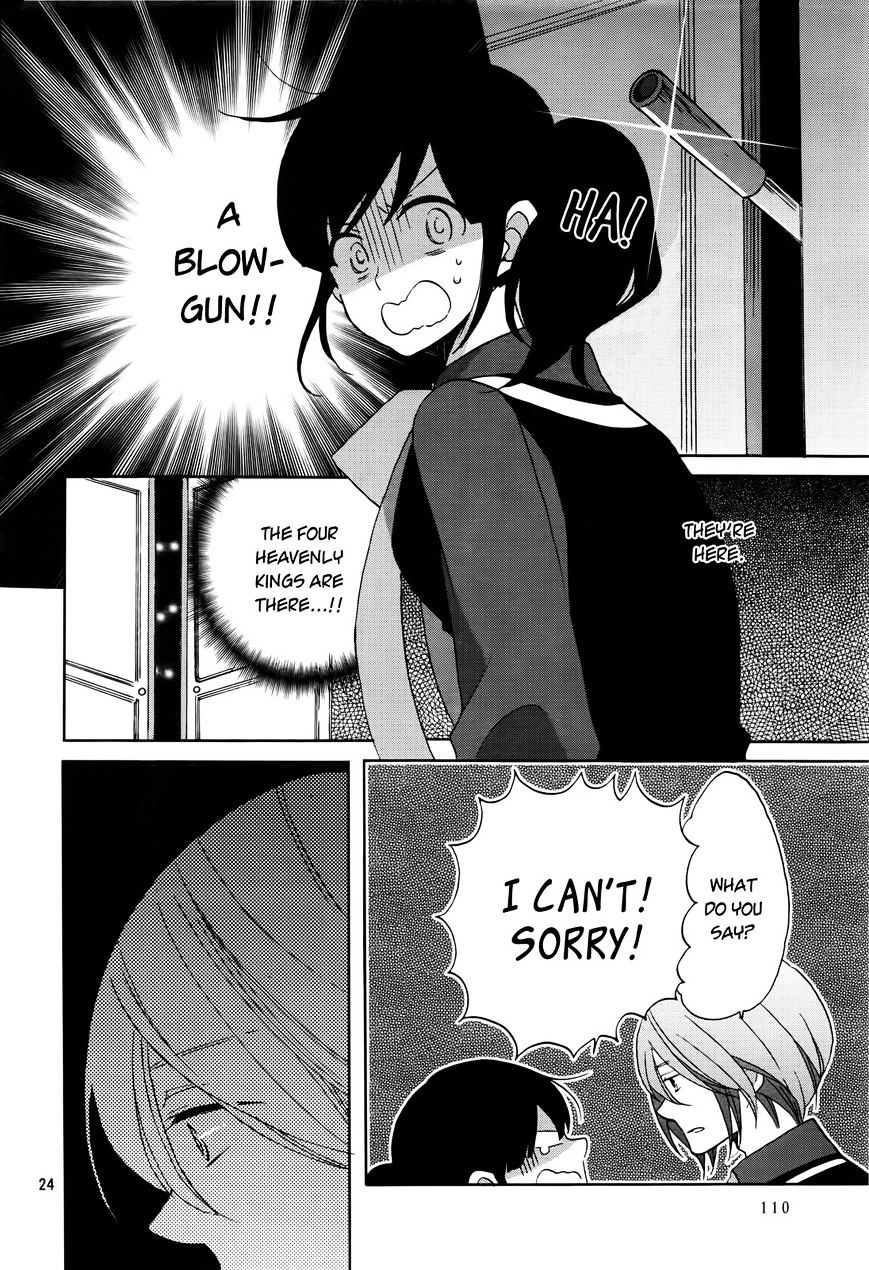 HA!
A
BLOW-
GUN!!
THEY'RE
HERE.
THE FOUR
HEAVENLY
KINGS ARE
THERE...!!
WHAT
DO YOU
SAY?
I CAN'T!
SORRY!
24
110